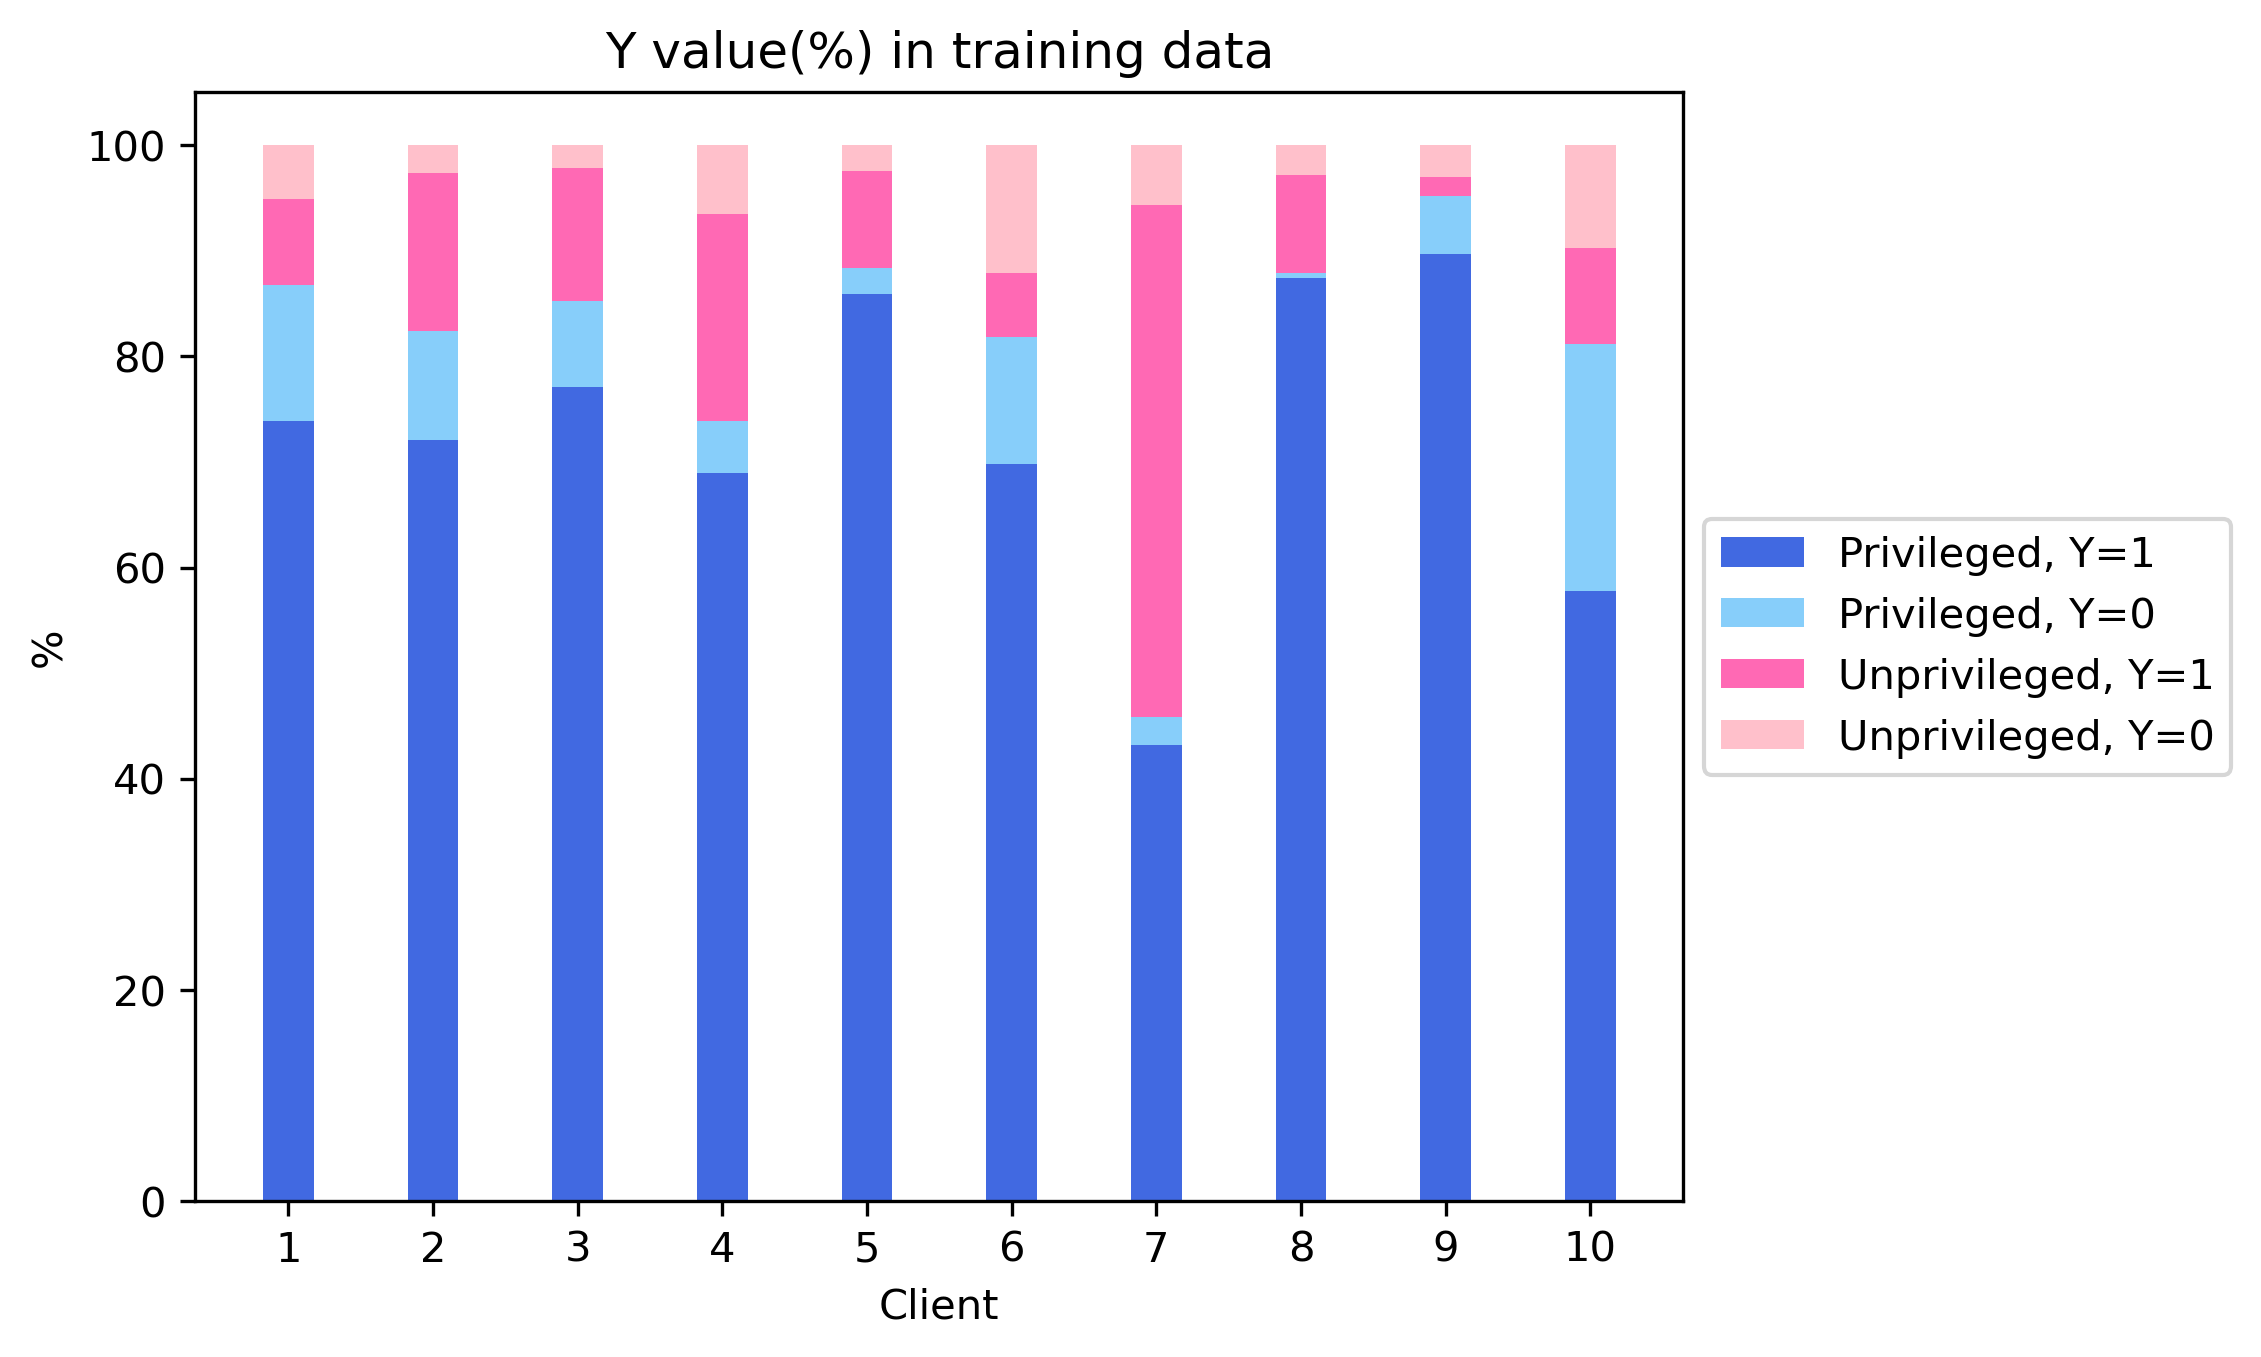 Y value(%) in training data
100
80
60
40
20
0
%
1 2 3 4 5 6 7 8 9 10
Client
Privileged, Y=1
Privileged, Y=0
Unprivileged, Y=1
Unprivileged, Y=0